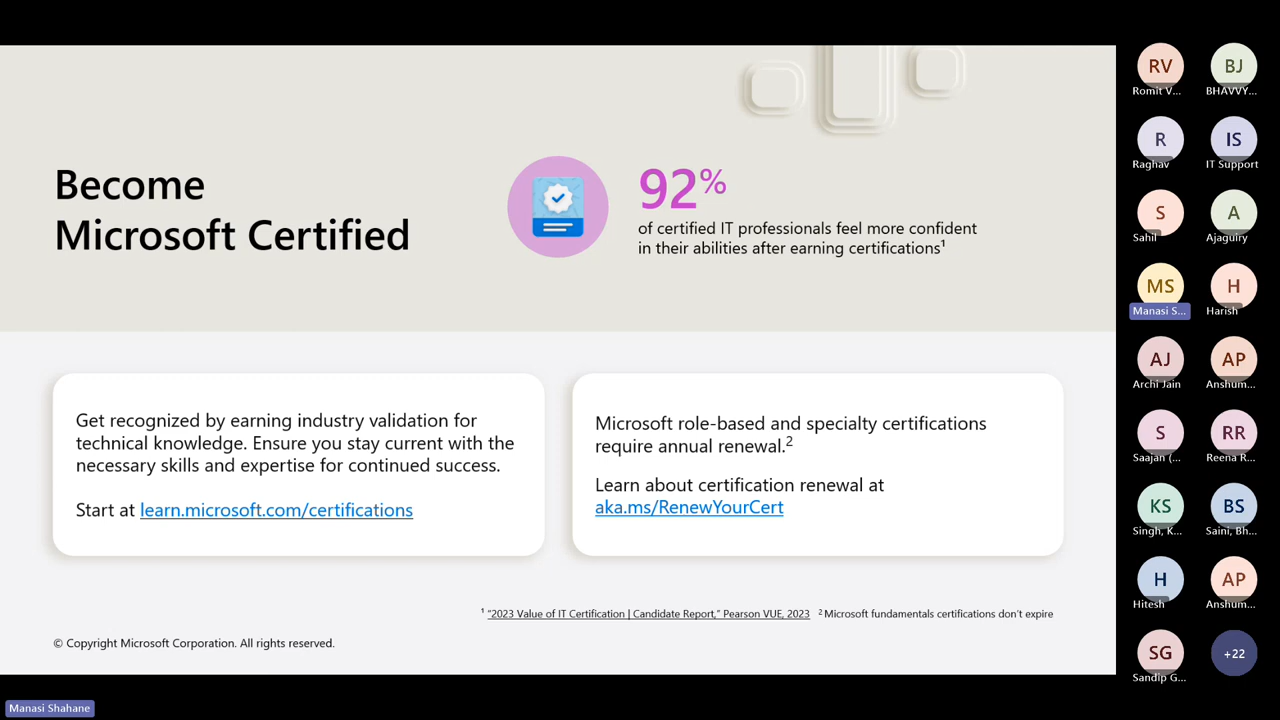 Become
Microsoft Certified
92%
of certified IT professionals feel more confident
in their abilities after earning certifications¹
Get recognized by earning industry validation for
technical knowledge. Ensure you stay current with the
necessary skills and expertise for continued success.
Start at learn.microsoft.com/certifications
Microsoft role-based and specialty certifications
require annual renewal.²
Learn about certification renewal at
aka.ms/RenewYourCert
¹ "2023 Value of IT Certification | Candidate Report," Pearson VUE, 2023 ² Microsoft fundamentals certifications don't expire
© Copyright Microsoft Corporation. All rights reserved.
Manasi Shahane
RV BJ
Romit V... BHAVVY...
R IS
Raghav IT Support
S A
Sahil Ajaguiry
MS H
Manasi S... Harish
AJ AP
Archi Jain Anshum...
S RR
Saajan (... Reena R...
KS BS
Singh, K... Saini, Bh...
H AP
Hitesh Anshum...
SG +22
Sandip G...